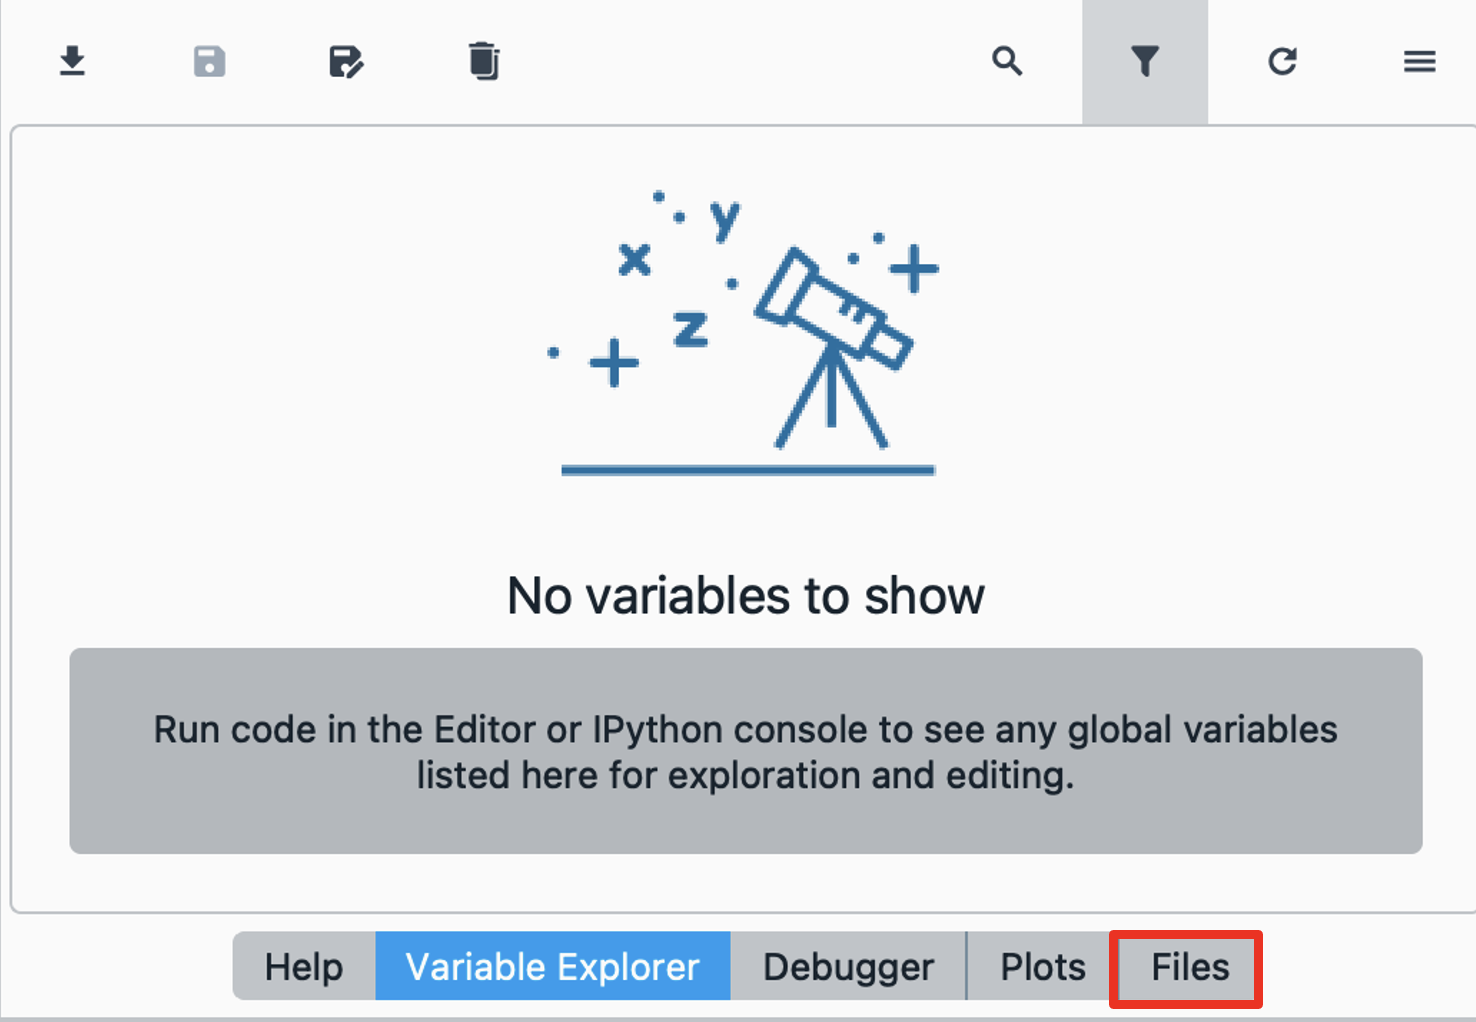 y
x
z
No variables to show
Run code in the Editor or IPython console to see any global variables
listed here for exploration and editing.
Help Variable Explorer Debugger Plots Files